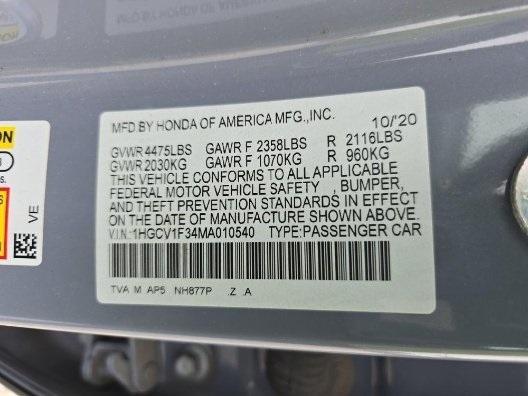 MFD.BY HONDA OF AMERICA MFG.,INC. 10/'20
GVWR 4475LBS GAWR F 2358LBS R 2116LBS
GVWR 2030KG GAWR F 1070KG R 960KG
THIS VEHICLE CONFORMS TO ALL APPLICABLE
FEDERAL MOTOR VEHICLE SAFETY , BUMPER,
AND THEFT PREVENTION STANDARDS IN EFFECT
ON THE DATE OF MANUFACTURE SHOWN ABOVE.
V.I.N.:1HGCV1F34MA010540 TYPE:PASSENGER CAR
TVA M AP5 NH877P .Z .A
VE